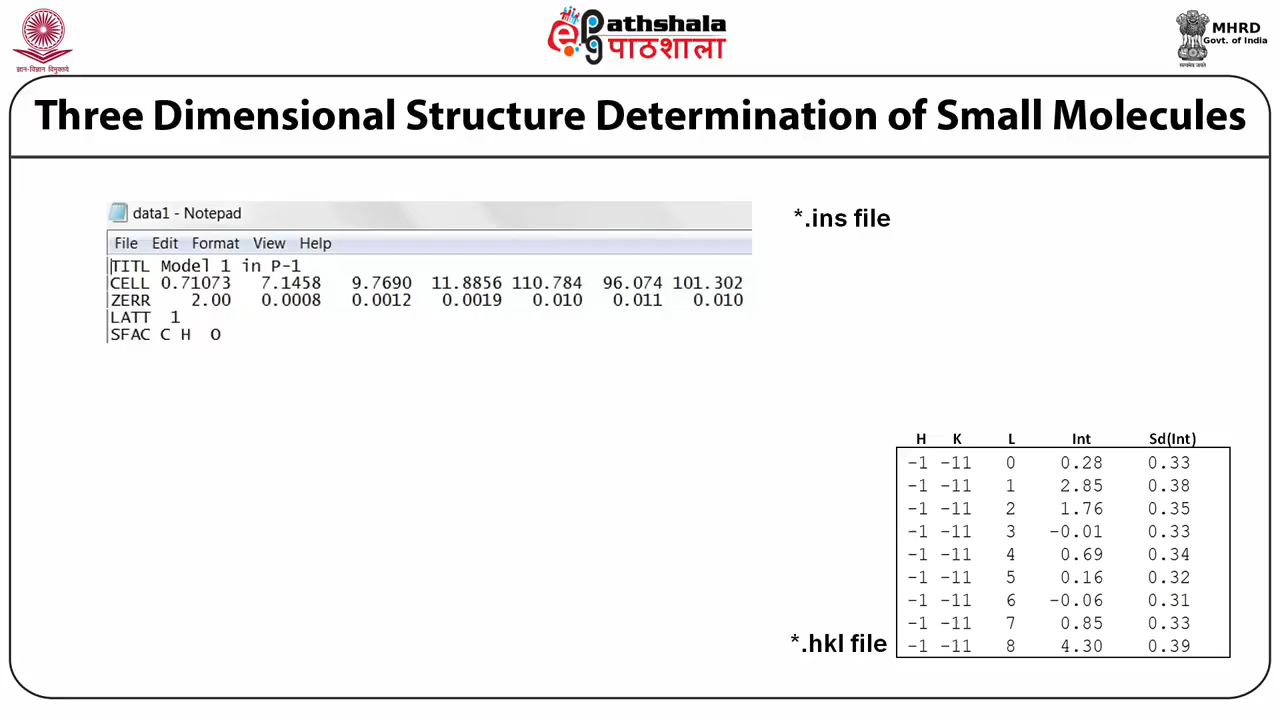 ज्ञान-विज्ञान विमुक्तये
ePG Pathshala
पाठशाला
सत्यमेव जयते
MHRD
Govt. of India
Three Dimensional Structure Determination of Small Molecules
data1 - Notepad
File Edit Format View Help
TITL Model 1 in P-1
CELL 0.71073 7.1458 9.7690 11.8856 110.784 96.074 101.302
ZERR 2.00 0.0008 0.0012 0.0019 0.010 0.011 0.010
LATT 1
SFAC C H O
*.ins file
H K L Int Sd(Int)
-1 -11 0 0.28 0.33
-1 -11 1 2.85 0.38
-1 -11 2 1.76 0.35
-1 -11 3 -0.01 0.33
-1 -11 4 0.69 0.34
-1 -11 5 0.16 0.32
-1 -11 6 -0.06 0.31
-1 -11 7 0.85 0.33
-1 -11 8 4.30 0.39
*.hkl file